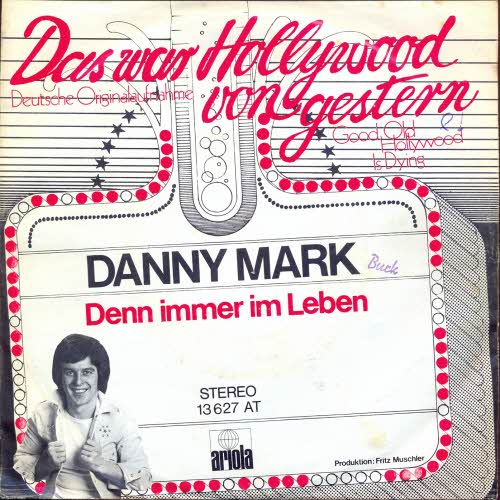 Das war Hollywood
von gestern
Deutsche Originalaufnahme
Good Old
Hollywood
Is Dying
DANNY MARK
Buck
Denn immer im Leben
STEREO
13 627 AT
ariola
Produktion: Fritz Muschler